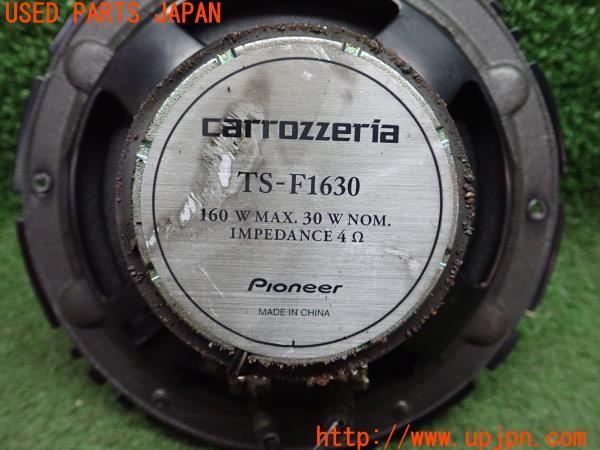 USED PARTS JAPAN
carrozzeria
TS-F1630
160 W MAX. 30 W NOM.
IMPEDANCE 4 Ω
Pioneer
MADE IN CHINA
http://www.upjpn.com